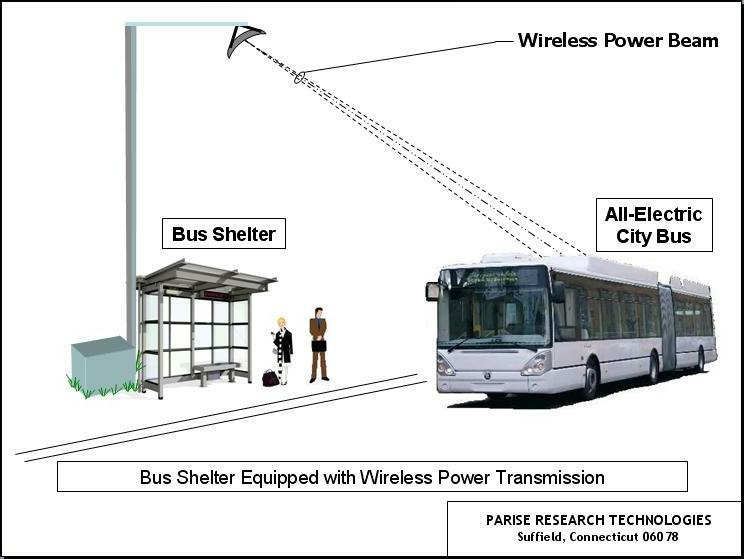 Wireless Power Beam
All-Electric
City Bus
Bus Shelter
Bus Shelter Equipped with Wireless Power Transmission
PARISE RESEARCH TECHNOLOGIES
Suffield, Connecticut 06078